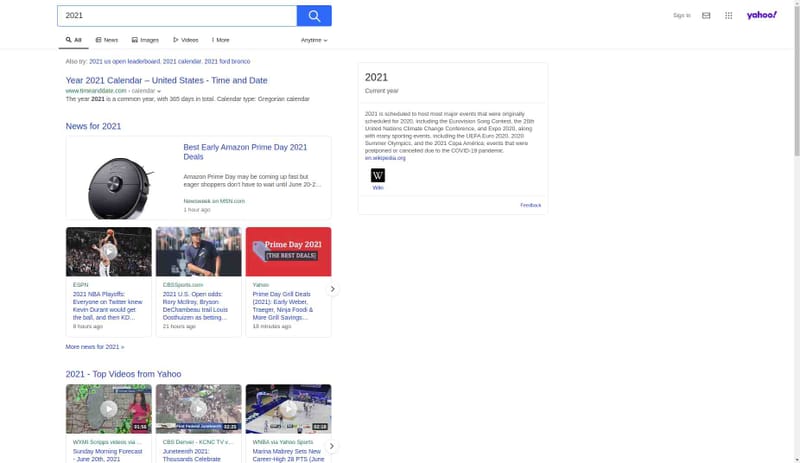 2021
Sign In
yahoo!
All
News
Images
Videos
More
Anytime
Also try: 2021 us open leaderboard, 2021 calendar, 2021 ford bronco
Year 2021 Calendar – United States - Time and Date
www.timeanddate.com › calendar
The year 2021 is a common year, with 365 days in total. Calendar type: Gregorian calendar
News for 2021
Best Early Amazon Prime Day 2021
Deals
Amazon Prime Day may be coming up fast but
eager shoppers don't have to wait until June 20-2...
Newsweek on MSN.com
1 hour ago
ESPN
2021 NBA Playoffs:
Everyone on Twitter knew
Kevin Durant would get
the ball, and then KD...
8 hours ago
CBSSports.com
2021 U.S. Open odds:
Rory McIlroy, Bryson
DeChambeau trail Louis
Oosthuizen as betting...
21 hours ago
Prime Day 2021
[THE BEST DEALS]
Yahoo
Prime Day Grill Deals
(2021): Early Weber,
Traeger, Ninja Foodi &
More Grill Savings...
18 minutes ago
More news for 2021 »
2021 - Top Videos from Yahoo
01:56
WXMI Scripps videos via ...
Sunday Morning Forecast
- June 20th, 2021
First Federal Juneteenth
02:25
CBS Denver - KCNC TV v...
Juneteenth 2021:
Thousands Celebrate
02:18
WNBA via Yahoo Sports
Marina Mabrey Sets New
Career-High 28 PTS (June
2021
Current year
2021 is scheduled to host most major events that were originally
scheduled for 2020, including the Eurovision Song Contest, the 26th
United Nations Climate Change Conference, and Expo 2020, along
with many sporting events, including the UEFA Euro 2020, 2020
Summer Olympics, and the 2021 Copa América; events that were
postponed or cancelled due to the COVID-19 pandemic.
en.wikipedia.org
W
Wiki
Feedback